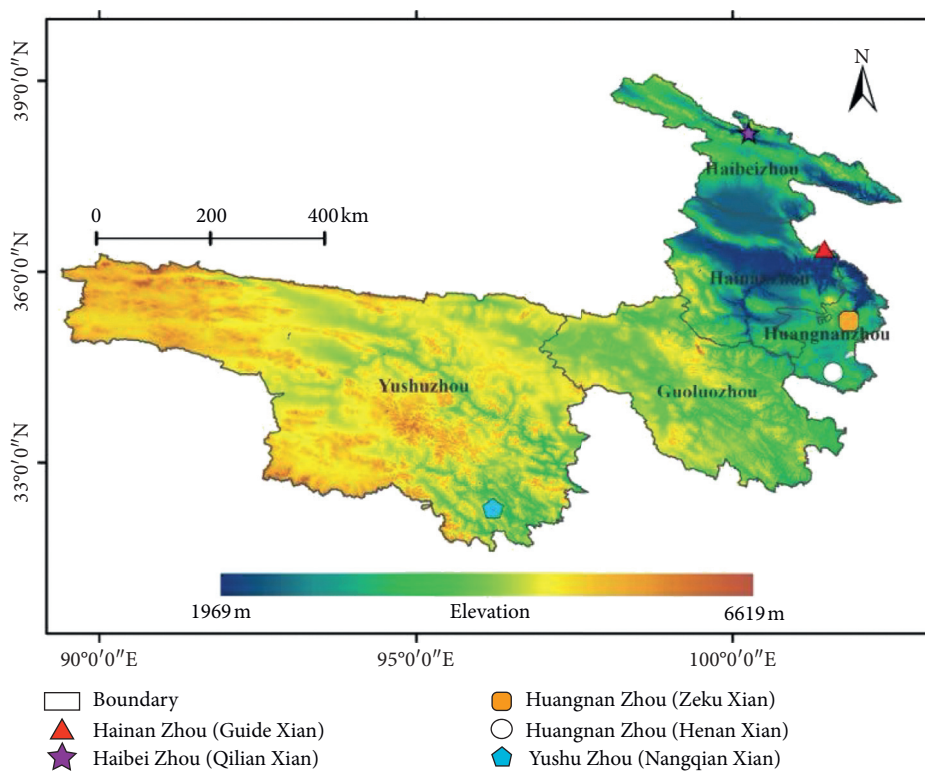 N
39°0′0″N
36°0′0″N
33°0′0″N
0 200 400 km
Haibeizhou
Hainanzhou
Huangnanzhou
Yushuzhou
Guoluozhou
1969 m Elevation 6619 m
90°0′0″E 95°0′0″E 100°0′0″E
Boundary
Hainan Zhou (Guide Xian)
Haibei Zhou (Qilian Xian)
Huangnan Zhou (Zeku Xian)
Huangnan Zhou (Henan Xian)
Yushu Zhou (Nangqian Xian)